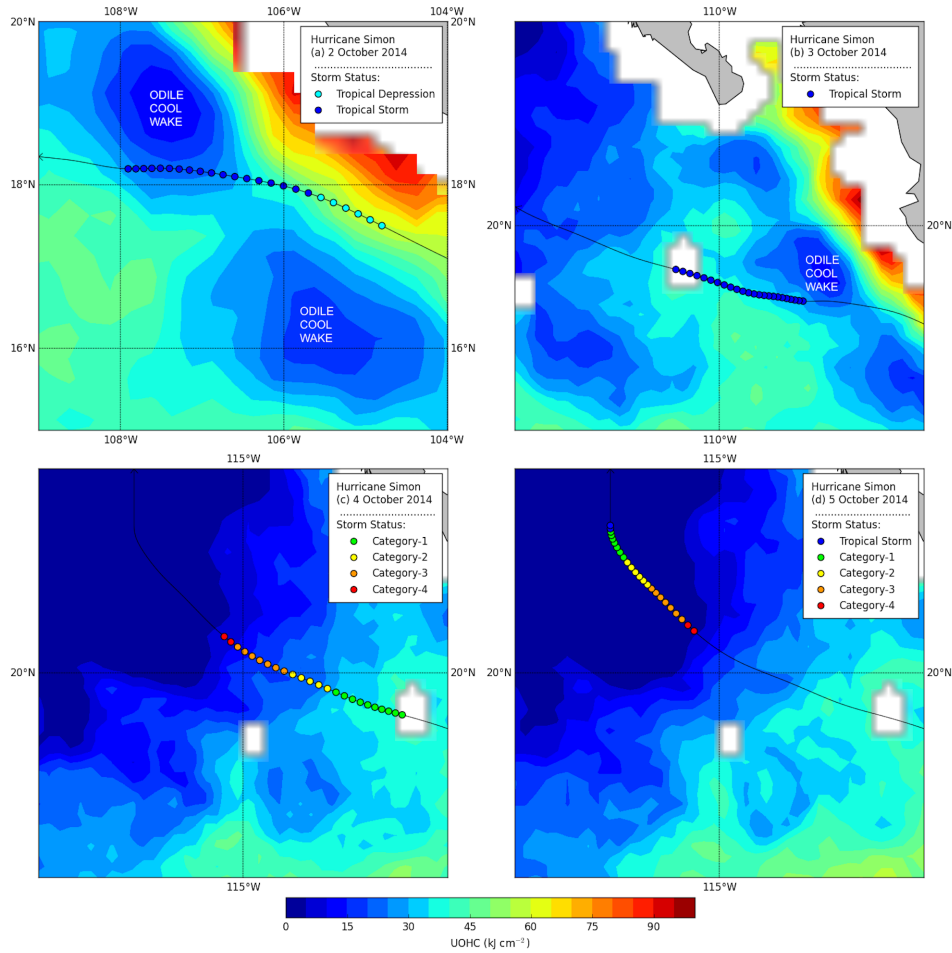 108°W
106°W
104°W
20°N
Hurricane Simon
(a) 2 October 2014
Storm Status:
Tropical Depression
Tropical Storm
ODILE
COOL
WAKE
18°N
ODILE
COOL
WAKE
16°N
108°W
106°W
104°W
110°W
20°N
Hurricane Simon
(b) 3 October 2014
Storm Status:
Tropical Storm
20°N
20°N
ODILE
COOL
WAKE
110°W
115°W
Hurricane Simon
(c) 4 October 2014
Storm Status:
Category-1
Category-2
Category-3
Category-4
20°N
115°W
115°W
Hurricane Simon
(d) 5 October 2014
Storm Status:
Tropical Storm
Category-1
Category-2
Category-3
Category-4
20°N
20°N
115°W
0 15 30 45 60 75 90
UOHC (kJ cm⁻²)